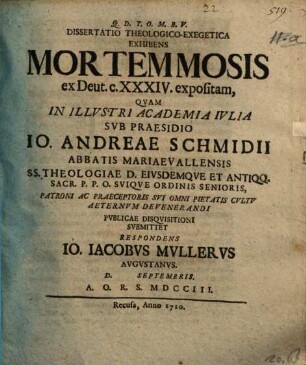 22
519
Q. D. T. O. M. B. V.
DISSERTATIO THEOLOGICO-EXEGETICA
EXHIBENS
MORTEM MOSIS
ex Deut. c. XXXIV. expositam,
QVAM
IN ILLVSTRI ACADEMIA IVLIA
SVB PRAESIDIO
IO. ANDREAE SCHMIDII
ABBATIS MARIAEVALLENSIS
SS. THEOLOGIAE D. EIVSDEMQVE ET ANTIQQ.
SACR. P. P. O. SVIQVE ORDINIS SENIORIS,
PATRONI AC PRAECEPTORIS SVI OMNI PIETATIS CVLTV
AETERNVM DEVENERANDI
PVBLICAE DISQVISITIONI
SVBMITTET
RESPONDENS
IO. IACOBVS MVLLERVS
AVGVSTANVS.
D. SEPTEMBRIS.
A. O. R. S. MDCCIII.
Recusa, Anno 1710.